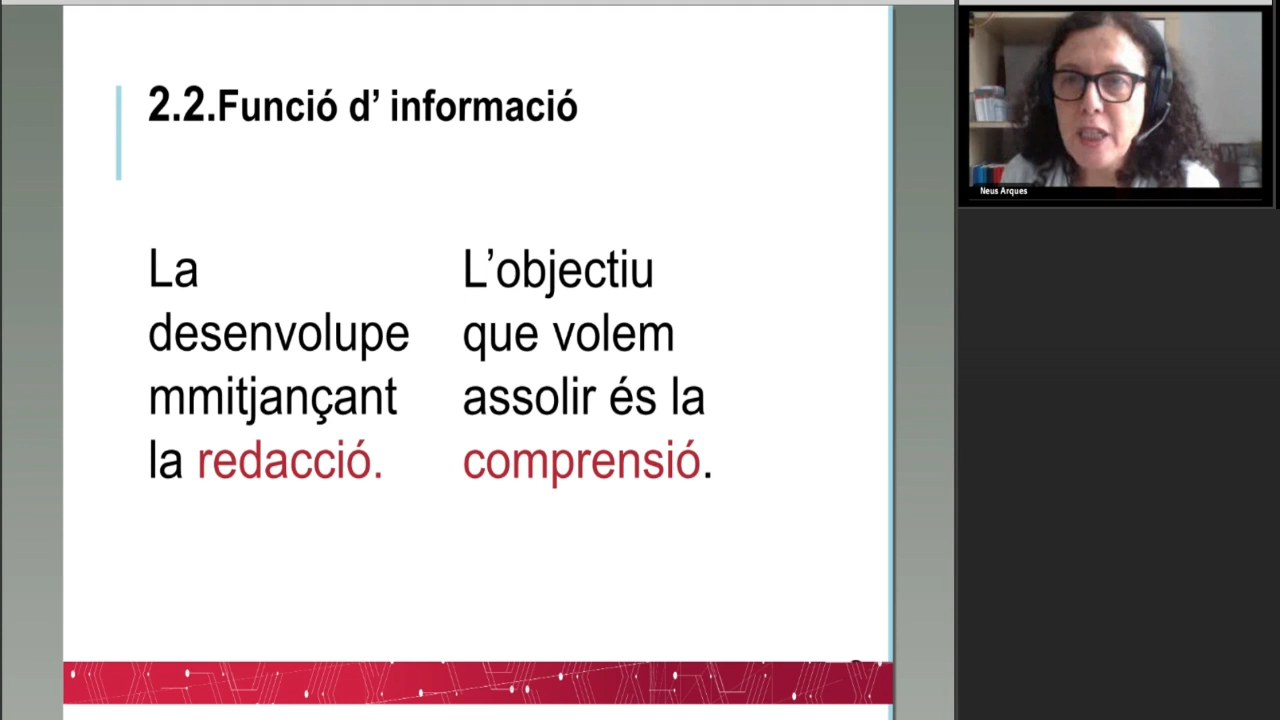 2.2.Funció d’ informació
La
desenvolupe
mmitjançant
la redacció.
L’objectiu
que volem
assolir és la
comprensió.
Neus Arques